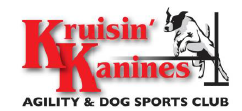 Kruisin'
Kanines
AGILITY & DOG SPORTS CLUB